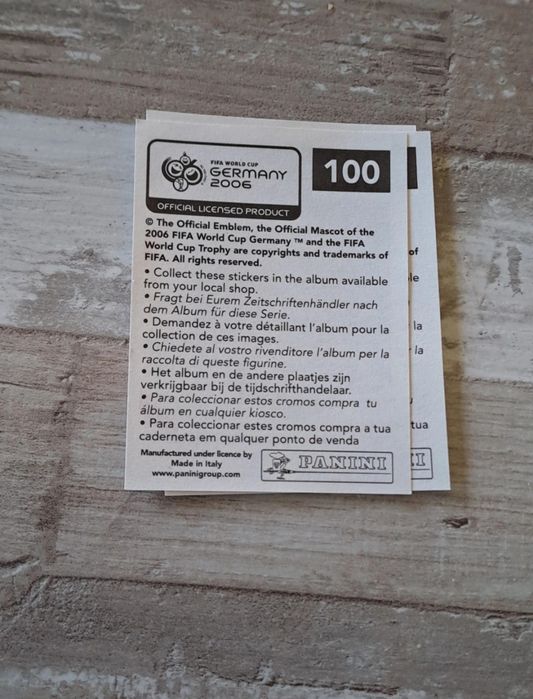 FIFA WORLD CUP
GERMANY
2006
OFFICIAL LICENSED PRODUCT
100
© The Official Emblem, the Official Mascot of the
2006 FIFA World Cup Germany ™ and the FIFA
World Cup Trophy are copyrights and trademarks of
FIFA. All rights reserved.
• Collect these stickers in the album available
from your local shop.
• Fragt bei Eurem Zeitschriftenhändler nach
dem Album für diese Serie.
• Demandez à votre détaillant l'album pour la
collection de ces images.
• Chiedete al vostro rivenditore l'album per la
raccolta di queste figurine.
• Het album en de andere plaatjes zijn
verkrijgbaar bij de tijdschrifthandelaar.
• Para coleccionar estos cromos compra tu
álbum en cualquier kiosco.
• Para coleccionar estes cromos compra a tua
caderneta em qualquer ponto de venda
Manufactured under licence by
Made in Italy
www.paninigroup.com
PANINI
of
la
la
tua